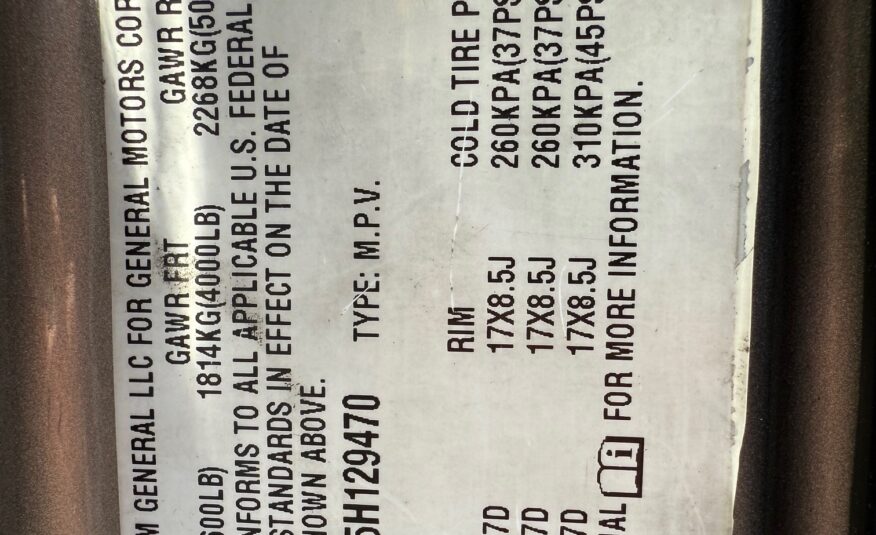 M GENERAL LLC FOR GENERAL MOTORS COR
GAWR FRT GAWR R
600LB) 1814KG(4000LB) 2268KG(50
NFORMS TO ALL APPLICABLE U.S. FEDERAL
STANDARDS IN EFFECT ON THE DATE OF
HOWN ABOVE.
5H129470 TYPE: M.P.V.
RIM COLD TIRE P
7D 17X8.5J 260KPA(37PS
7D 17X8.5J 260KPA(37PS
7D 17X8.5J 310KPA(45PS
UAL i FOR MORE INFORMATION.